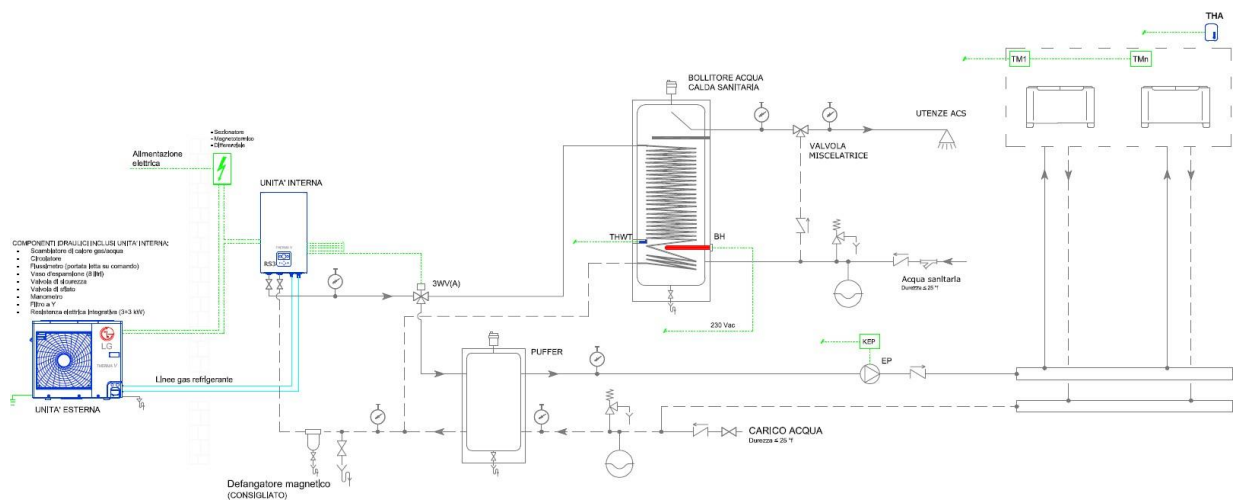 THA
TM1
TMn
BOLLITORE ACQUA
CALDA SANITARIA
UTENZE ACS
VALVOLA
MISCELATRICE
• Sezionatore
• Magnetotermico
• Differenziale
Alimentazione
elettrica
UNITA' INTERNA
THERMA V
RS3
COMPONENTI IDRAULICI INCLUSI UNITA' INTERNA:
• Scambiatore di calore gas/acqua
• Circolatore
• Flussimetro (portata letta su comando)
• Vaso d'espansione (8 litri)
• Valvola di sicurezza
• Valvola di sfiato
• Manometro
• Filtro a Y
• Resistenza elettrica integrativa (3+3 kW)
THWT
BH
3WV(A)
Acqua sanitaria
Durezza ≤ 25 °f
230 Vac
KEP
EP
PUFFER
LG
THERMA V
Linee gas refrigerante
UNITA' ESTERNA
CARICO ACQUA
Durezza ≤ 25 °f
Defangatore magnetico
(CONSIGLIATO)